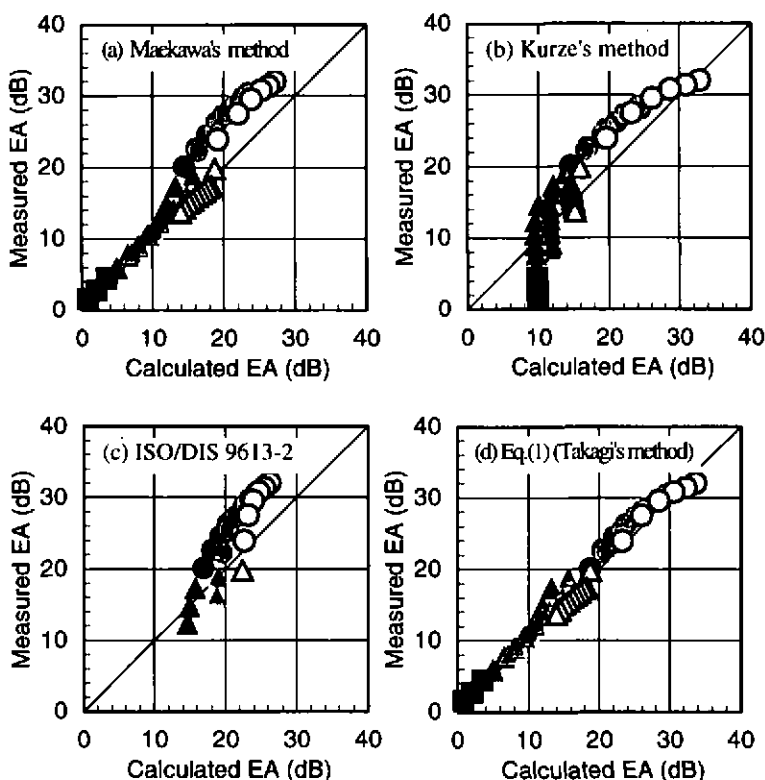 40
(a) Maekawa's method
30
20
10
0
Measured EA (dB)
0 10 20 30 40
Calculated EA (dB)
40
(b) Kurze's method
30
20
10
0
Measured EA (dB)
0 10 20 30 40
Calculated EA (dB)
40
(c) ISO/DIS 9613-2
30
20
10
0
Measured EA (dB)
0 10 20 30 40
Calculated EA (dB)
40
(d) Eq.(1) (Takagi's method)
30
20
10
0
Measured EA (dB)
0 10 20 30 40
Calculated EA (dB)